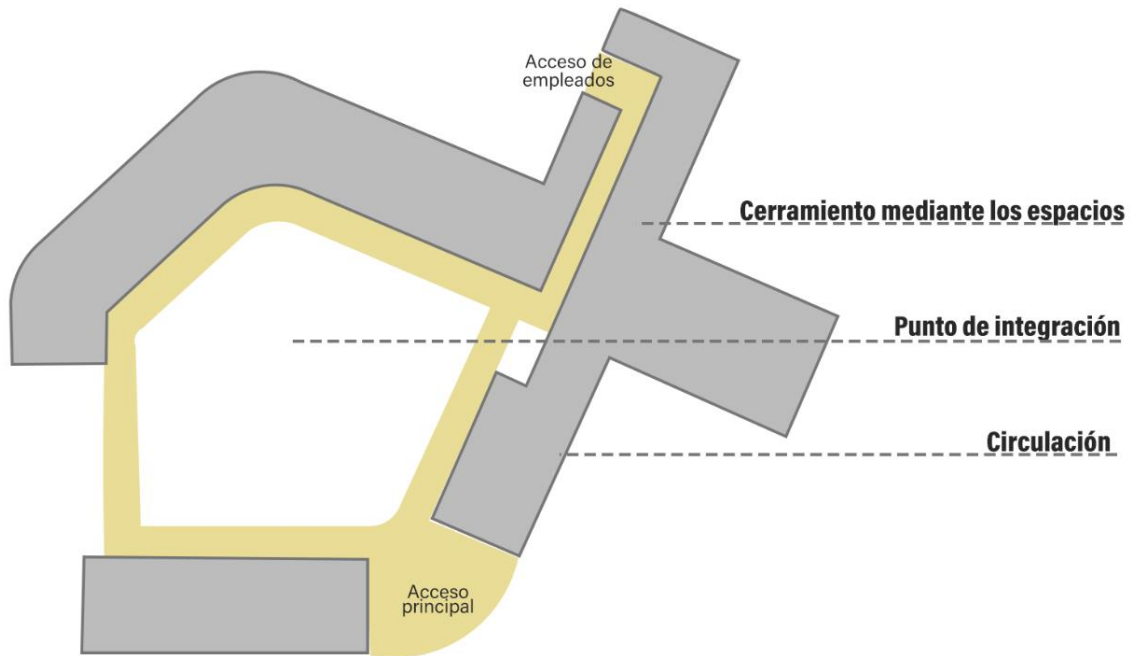 Acceso de
empleados
Cerramiento mediante los espacios
Punto de integración
Circulación
Acceso
principal